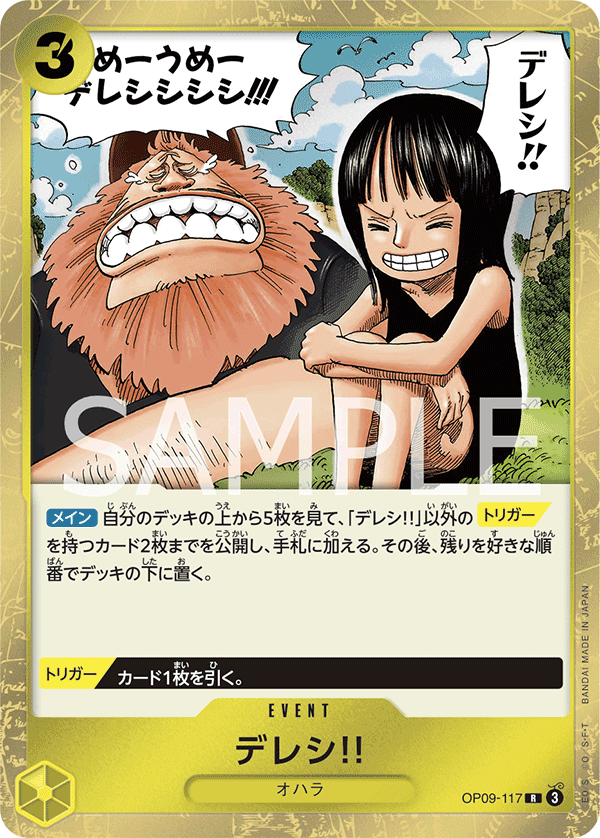 3
めーうめー
デレシシシシ!!!
デレシ!!
SAMPLE
メイン 自分のデッキの上から5枚を見て、「デレシ!!」以外の トリガー
を持つカード2枚までを公開し、手札に加える。その後、残りを好きな順
番でデッキの下に置く。
トリガー カード1枚を引く。
EVENT
デレシ!!
オハラ
OP09-117 R 3
BANDAI MADE IN JAPAN